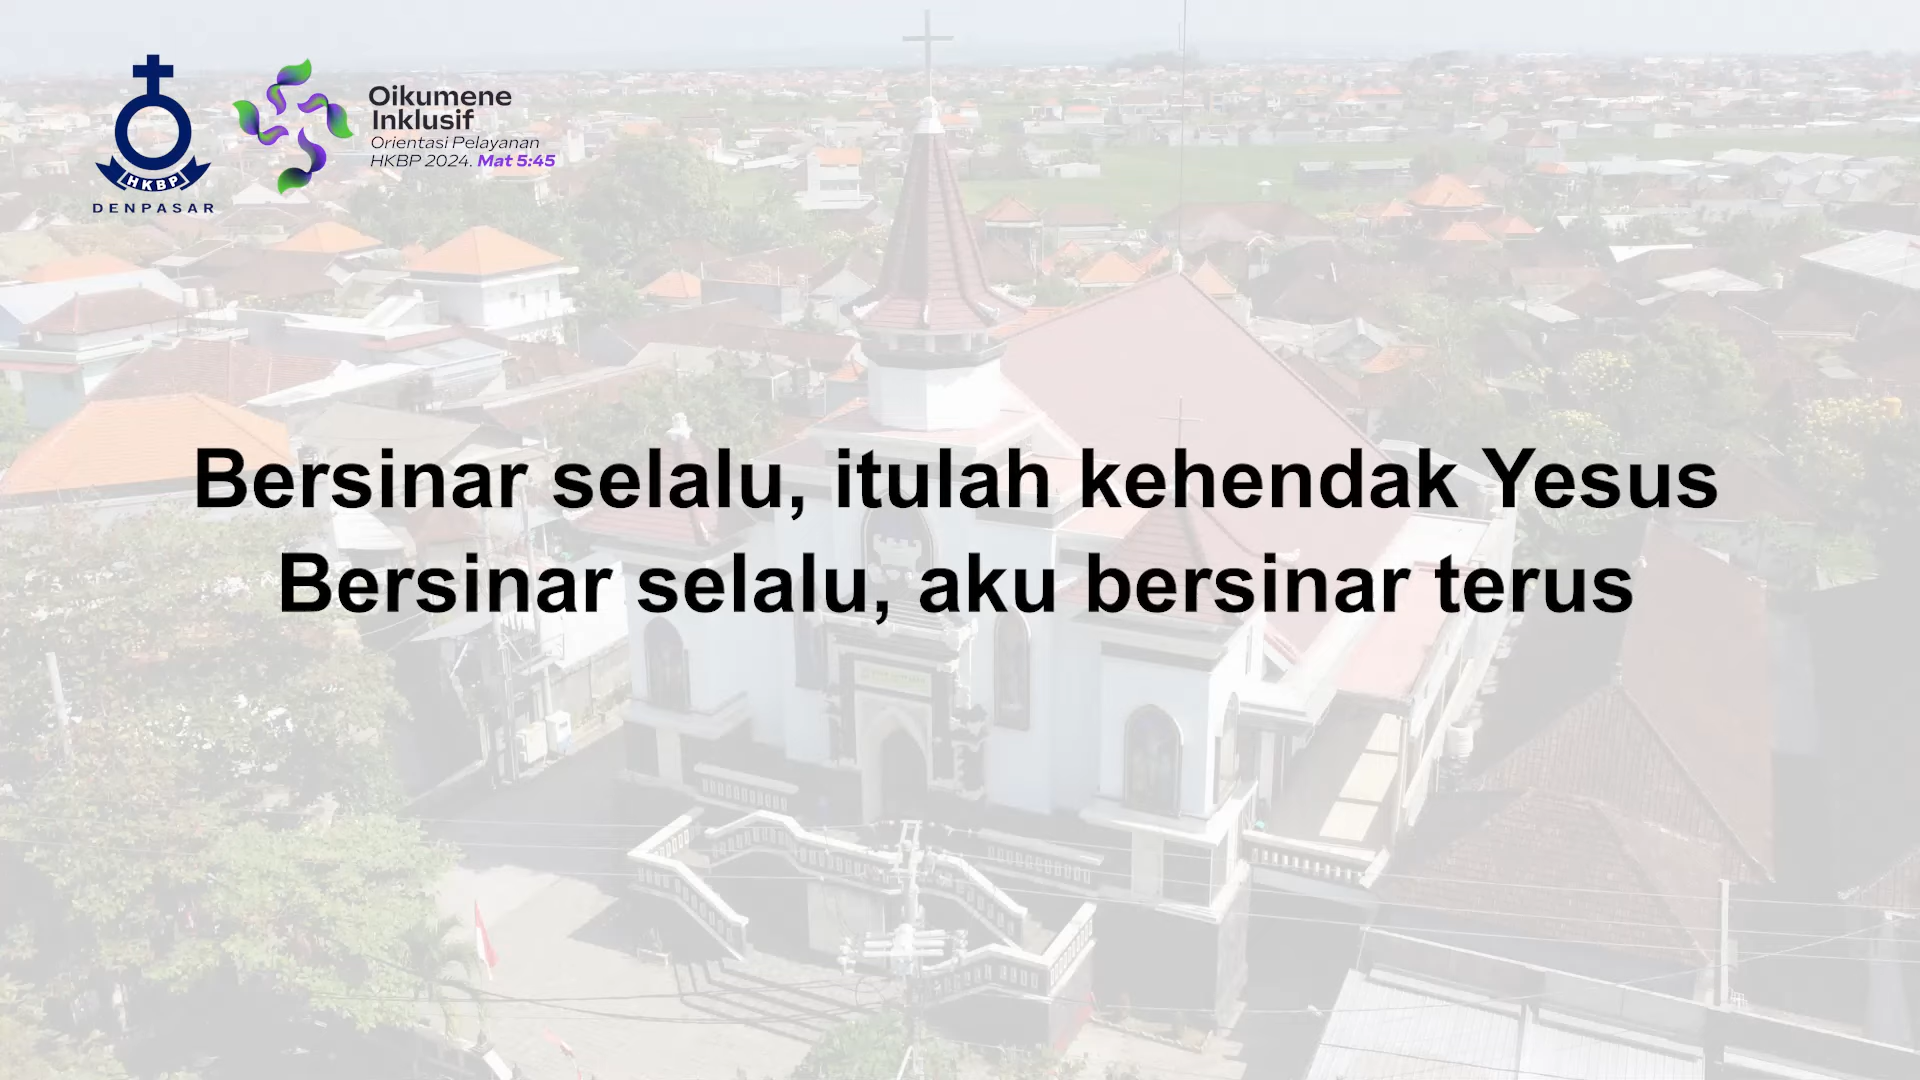 HKBP
DENPASAR
Oikumene
Inklusif
Orientasi Pelayanan
HKBP 2024. Mat 5:45
Bersinar selalu, itulah kehendak Yesus
Bersinar selalu, aku bersinar terus